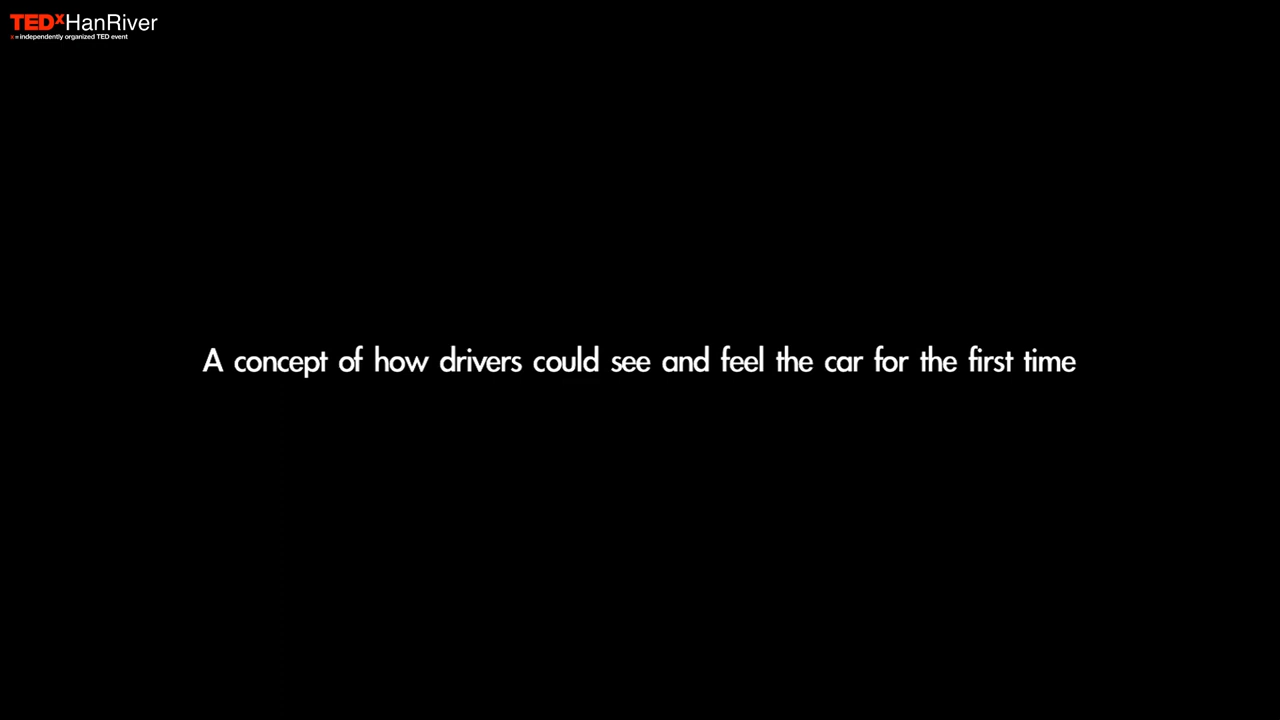 TEDxHanRiver
x = independently organized TED event
A concept of how drivers could see and feel the car for the first time